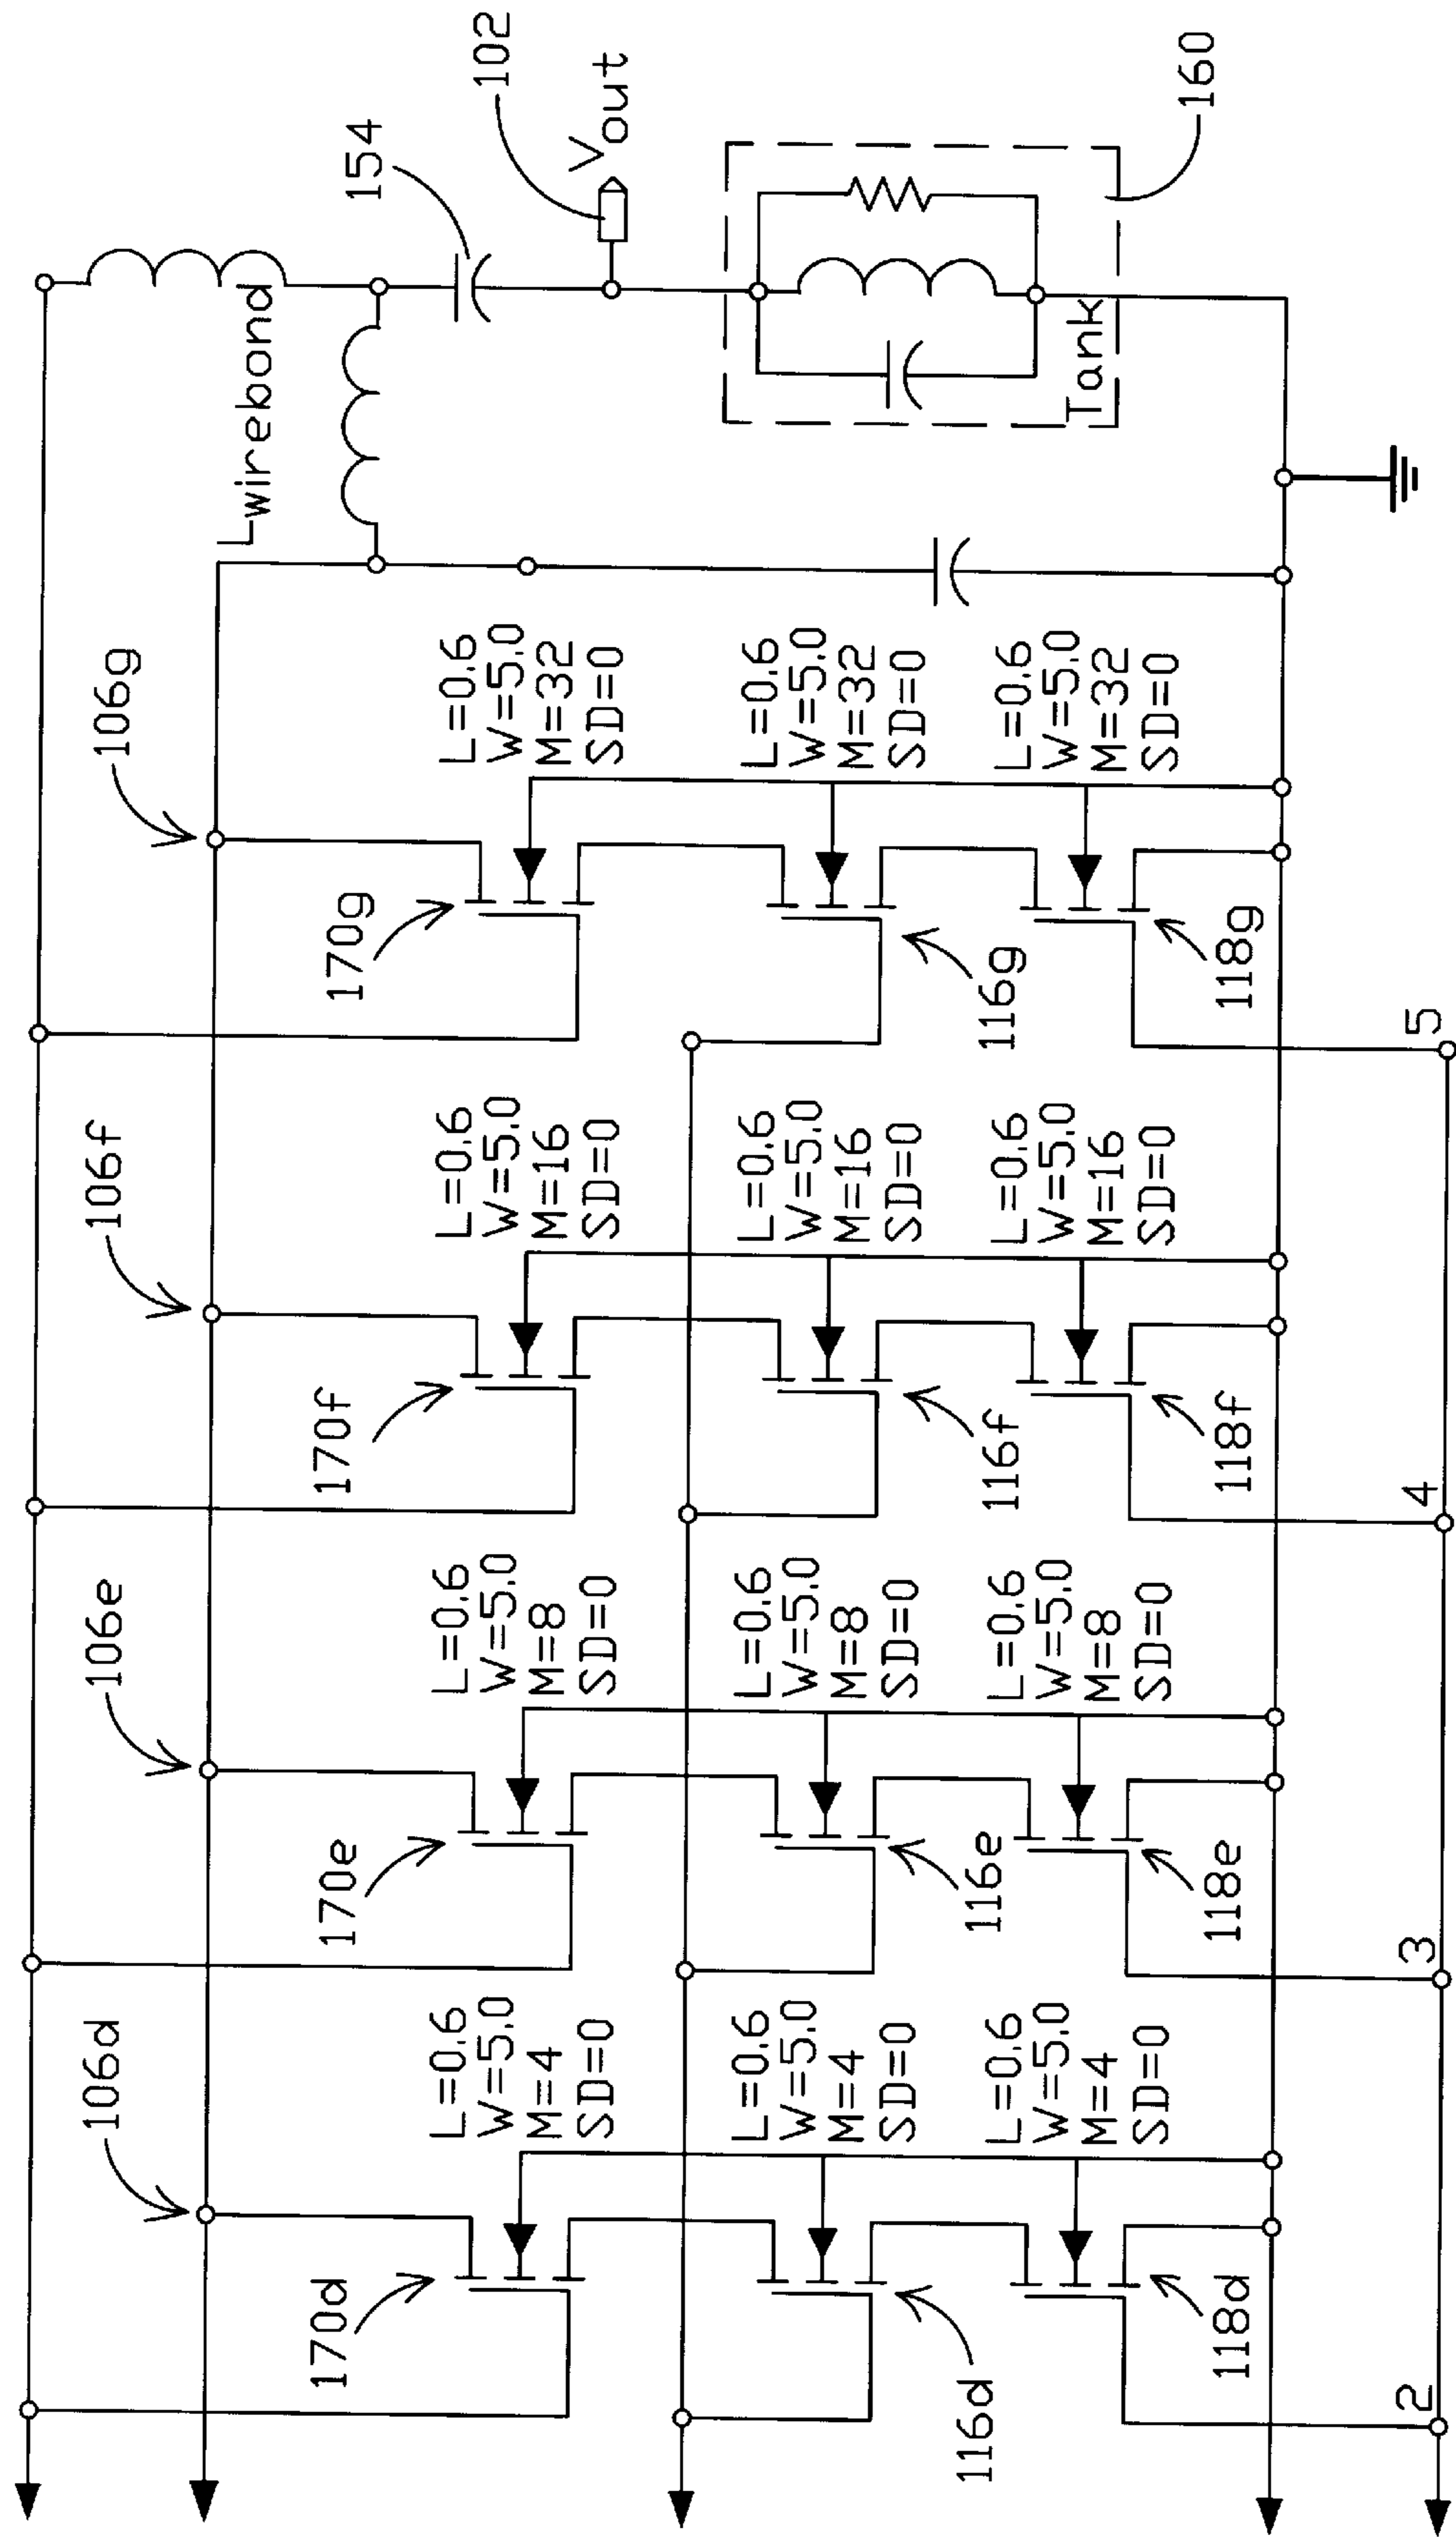 106d
106e
106f
106g
Lwirebond
154
102
Vout
160
Tank
170d
L=0.6
W=5.0
M=4
SD=0
170e
L=0.6
W=5.0
M=8
SD=0
170f
L=0.6
W=5.0
M=16
SD=0
170g
L=0.6
W=5.0
M=32
SD=0
116d
L=0.6
W=5.0
M=4
SD=0
116e
L=0.6
W=5.0
M=8
SD=0
116f
L=0.6
W=5.0
M=16
SD=0
116g
L=0.6
W=5.0
M=32
SD=0
118d
L=0.6
W=5.0
M=4
SD=0
118e
L=0.6
W=5.0
M=8
SD=0
118f
L=0.6
W=5.0
M=16
SD=0
118g
L=0.6
W=5.0
M=32
SD=0
2
3
4
5